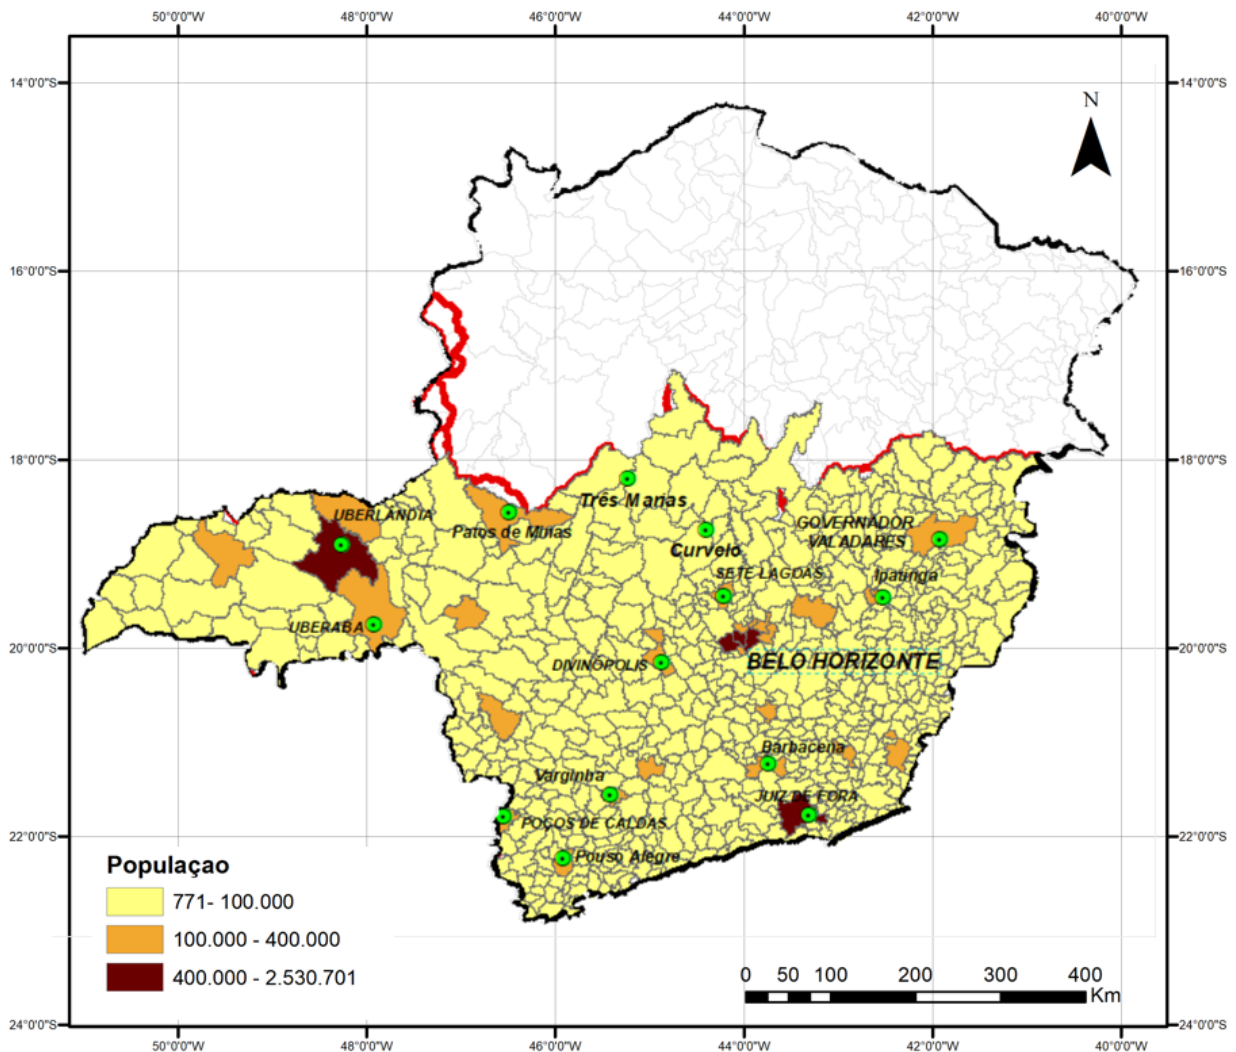 50°0'0"W 48°0'0"W 46°0'0"W 44°0'0"W 42°0'0"W 40°0'0"W
14°0'0"S 14°0'0"S
N
16°0'0"S 16°0'0"S
18°0'0"S 18°0'0"S
Três Marias
UBERLÂNDIA
Patos de Minas
GOVERNADOR
VALADARES
Curvelo
SETE LAGOAS
Ipatinga
UBERABA
20°0'0"S 20°0'0"S
DIVINÓPOLIS
BELO HORIZONTE
Barbacena
Varginha
JUIZ DE FORA
POÇOS DE CALDAS
22°0'0"S 22°0'0"S
Pouso Alegre
Populaçao
771- 100.000
100.000 - 400.000
400.000 - 2.530.701
0 50 100 200 300 400
Km
24°0'0"S 24°0'0"S
50°0'0"W 48°0'0"W 46°0'0"W 44°0'0"W 42°0'0"W 40°0'0"W